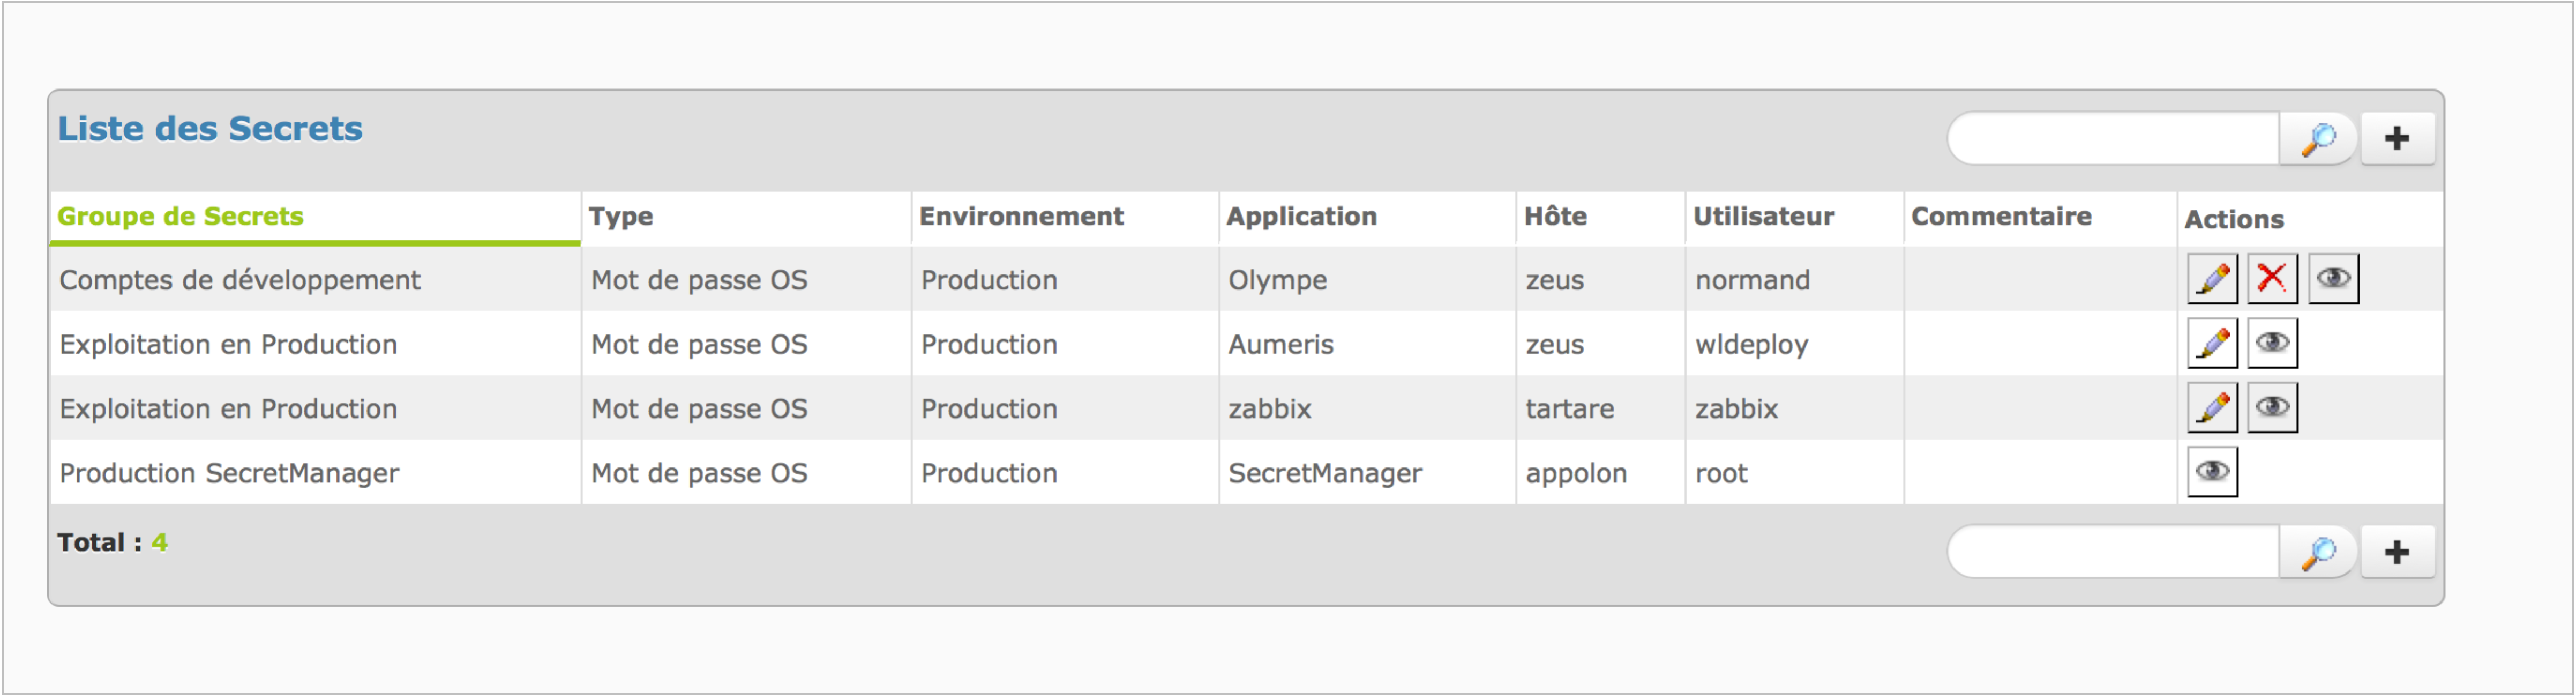 Liste des Secrets
Groupe de Secrets Type Environnement Application Hôte Utilisateur Commentaire Actions
Comptes de développement Mot de passe OS Production Olympe zeus normand
Exploitation en Production Mot de passe OS Production Aumeris zeus wldeploy
Exploitation en Production Mot de passe OS Production zabbix tartare zabbix
Production SecretManager Mot de passe OS Production SecretManager appolon root
Total : 4